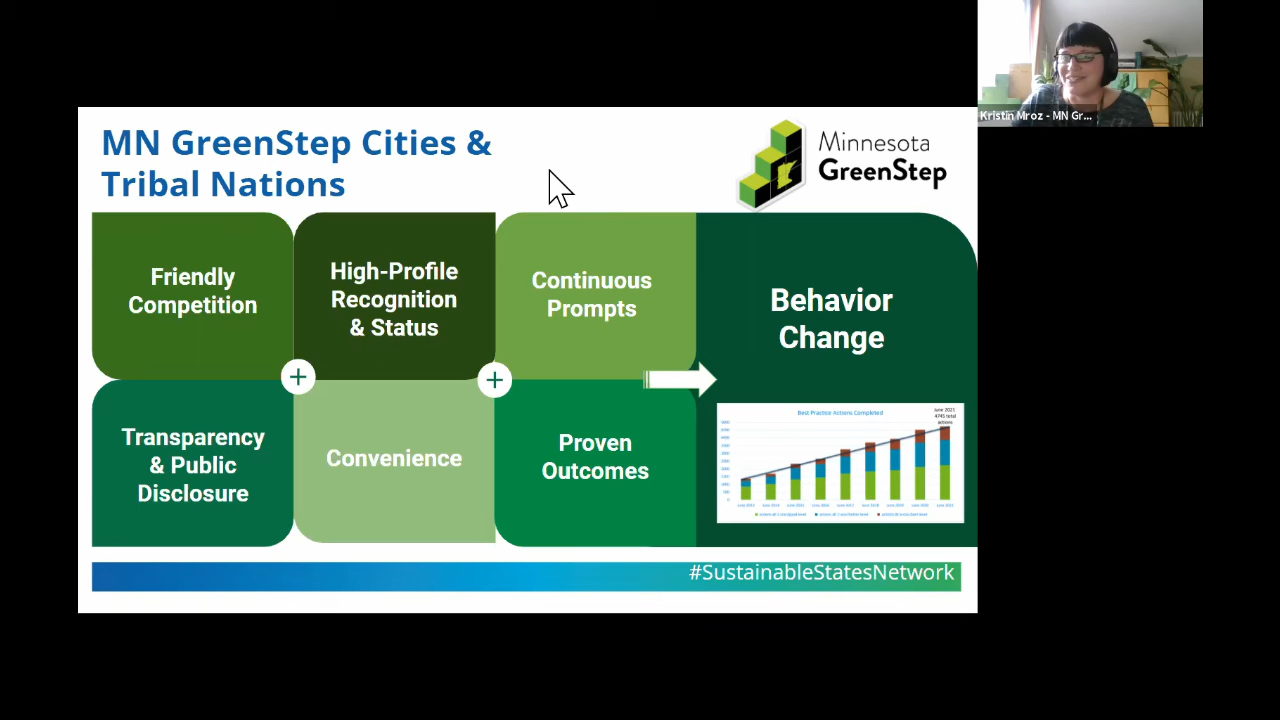 MN GreenStep Cities &
Tribal Nations
Minnesota
GreenStep
Kristin Mroz - MN Gr...
Friendly
Competition
High-Profile
Recognition
& Status
Continuous
Prompts
Behavior
Change
Transparency
& Public
Disclosure
Convenience
Proven
Outcomes
Best Practice Actions Completed
June 2021
4745 total
actions
#SustainableStatesNetwork